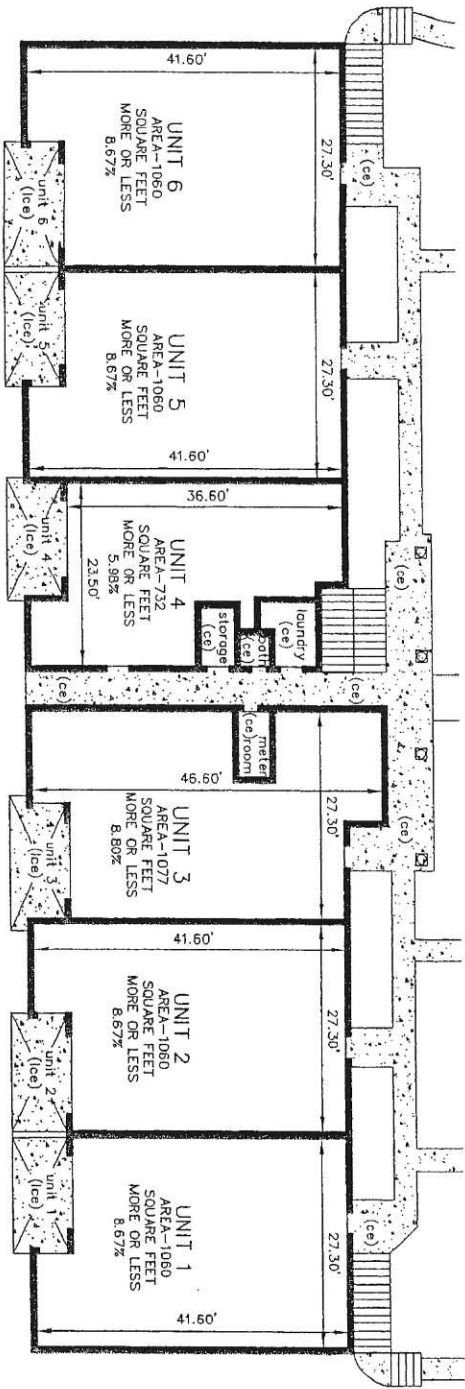 41.60'
27.30'
UNIT 6
AREA-1060
SQUARE FEET
MORE OR LESS
8.67%
unit 6
(lce)
(ce)
27.30'
UNIT 5
AREA-1060
SQUARE FEET
MORE OR LESS
8.67%
41.60'
unit 5
(lce)
36.60'
UNIT 4
AREA-732
SQUARE FEET
MORE OR LESS
5.98%
23.50'
unit 4
(lce)
storage
(ce)
bath
(ce)
laundry
(ce)
(ce)
(ce)
(ce)
meter
room
(ce)
46.60'
27.30'
UNIT 3
AREA-1077
SQUARE FEET
MORE OR LESS
8.80%
unit 3
(lce)
(ce)
41.60'
27.30'
UNIT 2
AREA-1060
SQUARE FEET
MORE OR LESS
8.67%
unit 2
(lce)
27.30'
UNIT 1
AREA-1060
SQUARE FEET
MORE OR LESS
8.67%
41.60'
unit 1
(lce)
(ce)